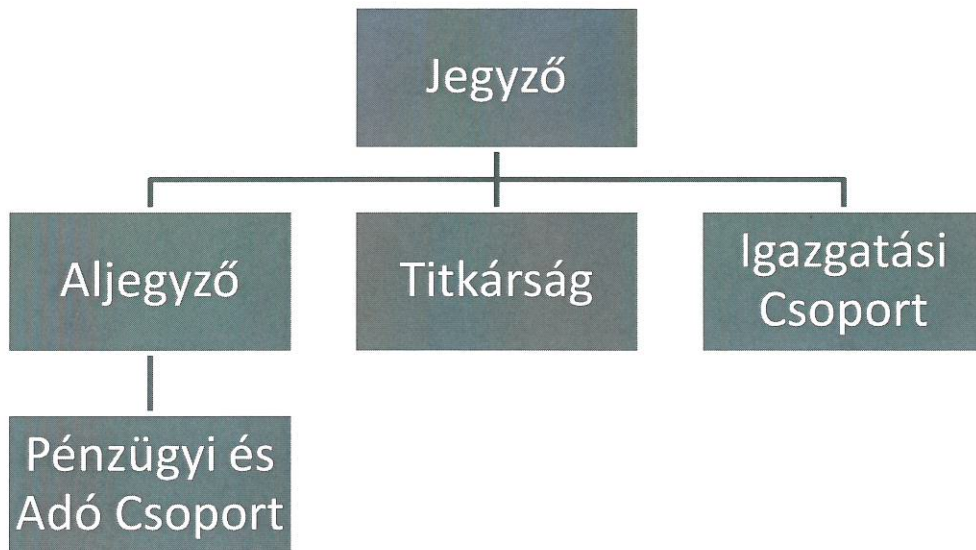 Jegyző
Aljegyző
Titkárság
Igazgatási
Csoport
Pénzügyi és
Adó Csoport